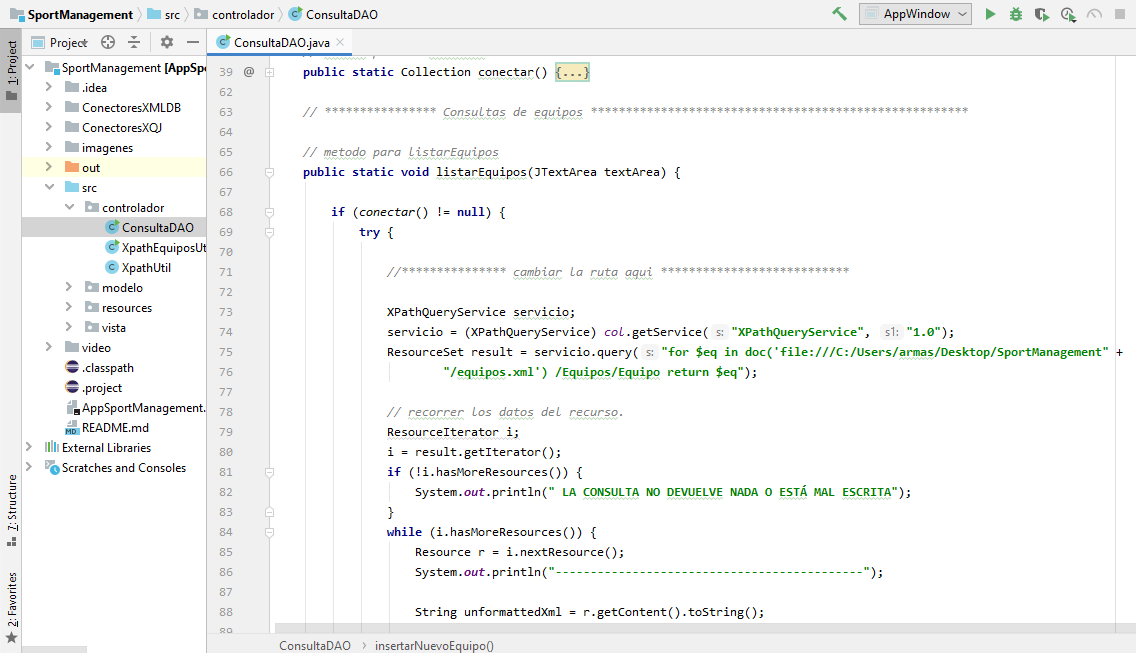 SportManagement src controlador ConsultaDAO AppWindow
1: Project
7: Structure
2: Favorites
Project
ConsultaDAO.java
SportManagement [AppSpo
.idea
ConectoresXMLDB
ConectoresXQJ
imagenes
out
src
controlador
ConsultaDAO
XpathEquiposUt
XpathUtil
modelo
resources
vista
video
.classpath
.project
AppSportManagement.
README.md
External Libraries
Scratches and Consoles
39 @ public static Collection conectar() {...}
62
63 // **************** Consultas de equipos ******************************************************
64
65 // metodo para listarEquipos
66 public static void listarEquipos(JTextArea textArea) {
67
68 if (conectar() != null) {
69 try {
70
71 //*************** cambiar la ruta aqui ***************************
72
73 XPathQueryService servicio;
74 servicio = (XPathQueryService) col.getService( s: "XPathQueryService", s1: "1.0");
75 ResourceSet result = servicio.query( s: "for $eq in doc('file:///C:/Users/armas/Desktop/SportManagement" +
76 "/equipos.xml') /Equipos/Equipo return $eq");
77
78 // recorrer los datos del recurso.
79 ResourceIterator i;
80 i = result.getIterator();
81 if (!i.hasMoreResources()) {
82 System.out.println(" LA CONSULTA NO DEVUELVE NADA O ESTÁ MAL ESCRITA");
83 }
84 while (i.hasMoreResources()) {
85 Resource r = i.nextResource();
86 System.out.println("--------------------------------------------");
87
88 String unformattedXml = r.getContent().toString();
89
ConsultaDAO insertarNuevoEquipo()